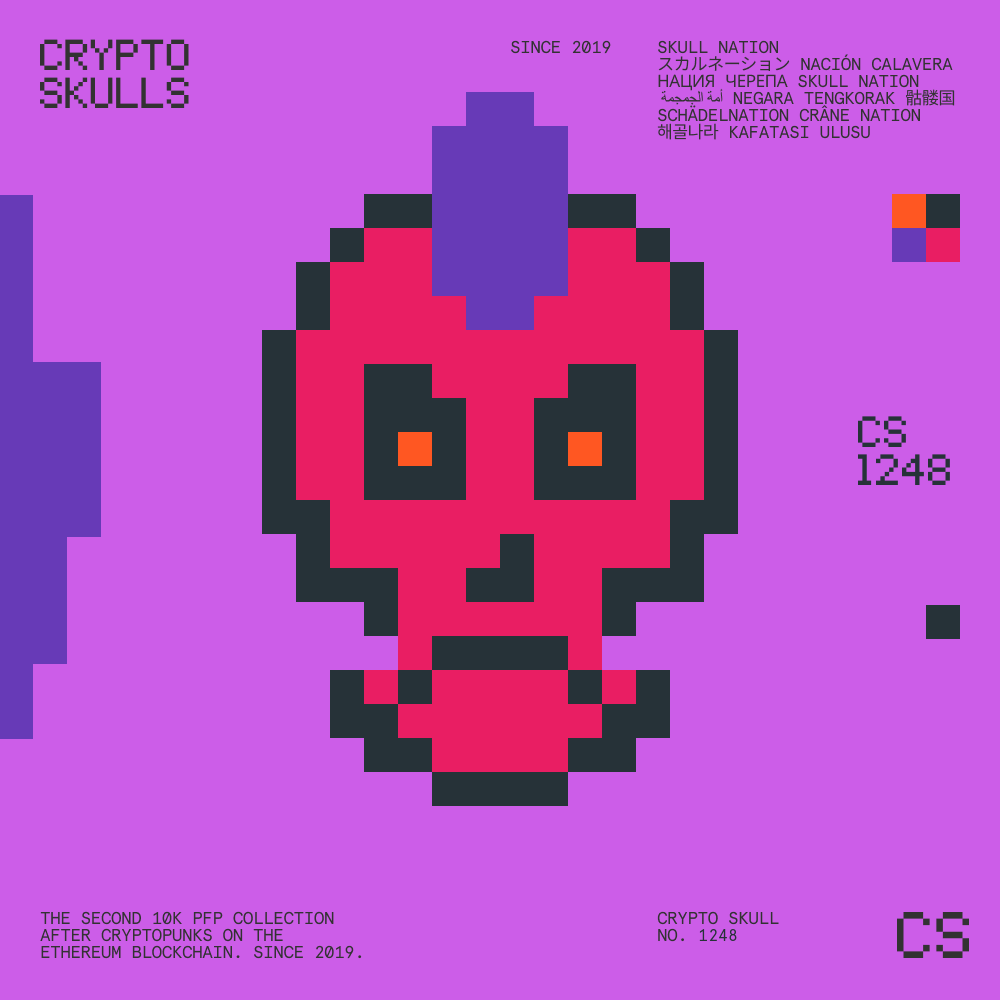 CRYPTO
SKULLS
SINCE 2019
SKULL NATION
スカルネーション NACIÓN CALAVERA
НАЦИЯ ЧЕРЕПА SKULL NATION
أمة الجمجمة NEGARA TENGKORAK 骷髅国
SCHÄDELNATION CRÂNE NATION
해골나라 KAFATASI ULUSU
CS
1248
THE SECOND 10K PFP COLLECTION
AFTER CRYPTOPUNKS ON THE
ETHEREUM BLOCKCHAIN. SINCE 2019.
CRYPTO SKULL
NO. 1248
CS